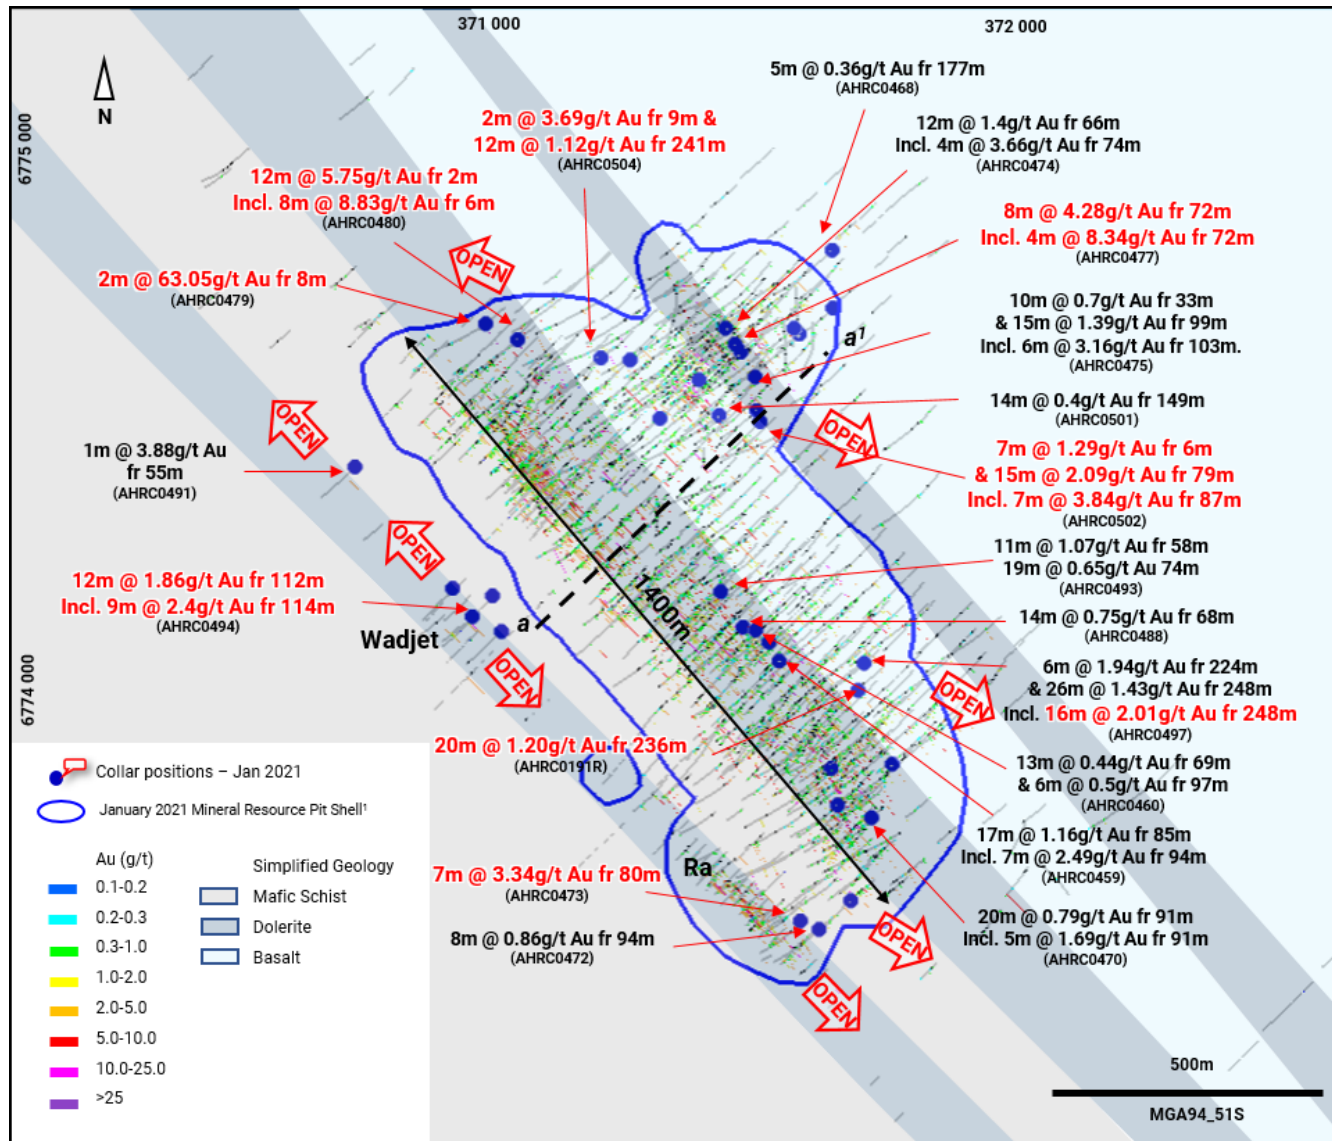 371 000
372 000
6775 000
6774 000
N
5m @ 0.36g/t Au fr 177m
(AHRC0468)
2m @ 3.69g/t Au fr 9m &
12m @ 1.12g/t Au fr 241m
(AHRC0504)
12m @ 1.4g/t Au fr 66m
Incl. 4m @ 3.66g/t Au fr 74m
(AHRC0474)
12m @ 5.75g/t Au fr 2m
Incl. 8m @ 8.83g/t Au fr 6m
(AHRC0480)
8m @ 4.28g/t Au fr 72m
Incl. 4m @ 8.34g/t Au fr 72m
(AHRC0477)
OPEN
2m @ 63.05g/t Au fr 8m
(AHRC0479)
10m @ 0.7g/t Au fr 33m
& 15m @ 1.39g/t Au fr 99m
Incl. 6m @ 3.16g/t Au fr 103m.
(AHRC0475)
a¹
14m @ 0.4g/t Au fr 149m
(AHRC0501)
OPEN
OPEN
1m @ 3.88g/t Au
fr 55m
(AHRC0491)
7m @ 1.29g/t Au fr 6m
& 15m @ 2.09g/t Au fr 79m
Incl. 7m @ 3.84g/t Au fr 87m
(AHRC0502)
OPEN
11m @ 1.07g/t Au fr 58m
19m @ 0.65g/t Au 74m
(AHRC0493)
12m @ 1.86g/t Au fr 112m
Incl. 9m @ 2.4g/t Au fr 114m
(AHRC0494)
1400m
a
Wadjet
14m @ 0.75g/t Au fr 68m
(AHRC0488)
OPEN
6m @ 1.94g/t Au fr 224m
& 26m @ 1.43g/t Au fr 248m
Incl. 16m @ 2.01g/t Au fr 248m
(AHRC0497)
OPEN
20m @ 1.20g/t Au fr 236m
(AHRC0191R)
13m @ 0.44g/t Au fr 69m
& 6m @ 0.5g/t Au fr 97m
(AHRC0460)
17m @ 1.16g/t Au fr 85m
Incl. 7m @ 2.49g/t Au fr 94m
(AHRC0459)
Ra
7m @ 3.34g/t Au fr 80m
(AHRC0473)
20m @ 0.79g/t Au fr 91m
Incl. 5m @ 1.69g/t Au fr 91m
(AHRC0470)
8m @ 0.86g/t Au fr 94m
(AHRC0472)
OPEN
OPEN
Collar positions – Jan 2021
January 2021 Mineral Resource Pit Shell¹
Au (g/t)
0.1-0.2
0.2-0.3
0.3-1.0
1.0-2.0
2.0-5.0
5.0-10.0
10.0-25.0
>25
Simplified Geology
Mafic Schist
Dolerite
Basalt
500m
MGA94_51S